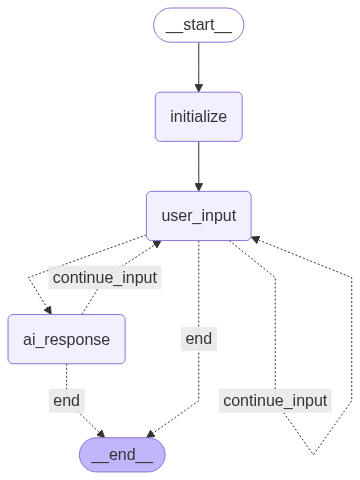 __start__
initialize
user_input
continue_input
end
ai_response
end
continue_input
__end__